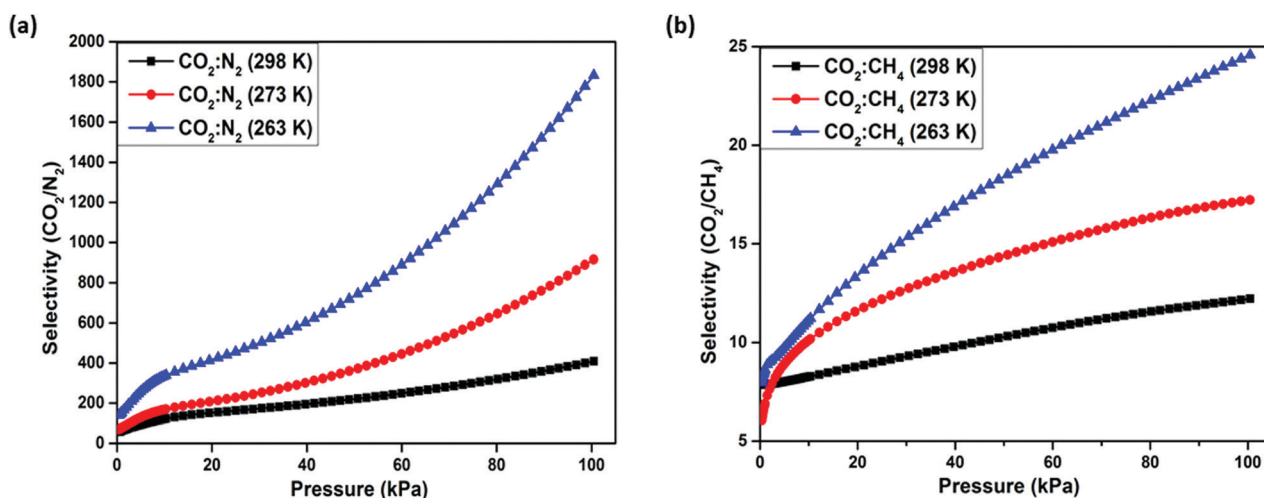 (a)
2000
1800
1600
1400
1200
1000
800
600
400
200
0
Selectivity (CO₂/N₂)
CO₂:N₂ (298 K)
CO₂:N₂ (273 K)
CO₂:N₂ (263 K)
0 20 40 60 80 100
Pressure (kPa)
(b)
25
20
15
10
5
Selectivity (CO₂/CH₄)
CO₂:CH₄ (298 K)
CO₂:CH₄ (273 K)
CO₂:CH₄ (263 K)
0 20 40 60 80 100
Pressure (kPa)